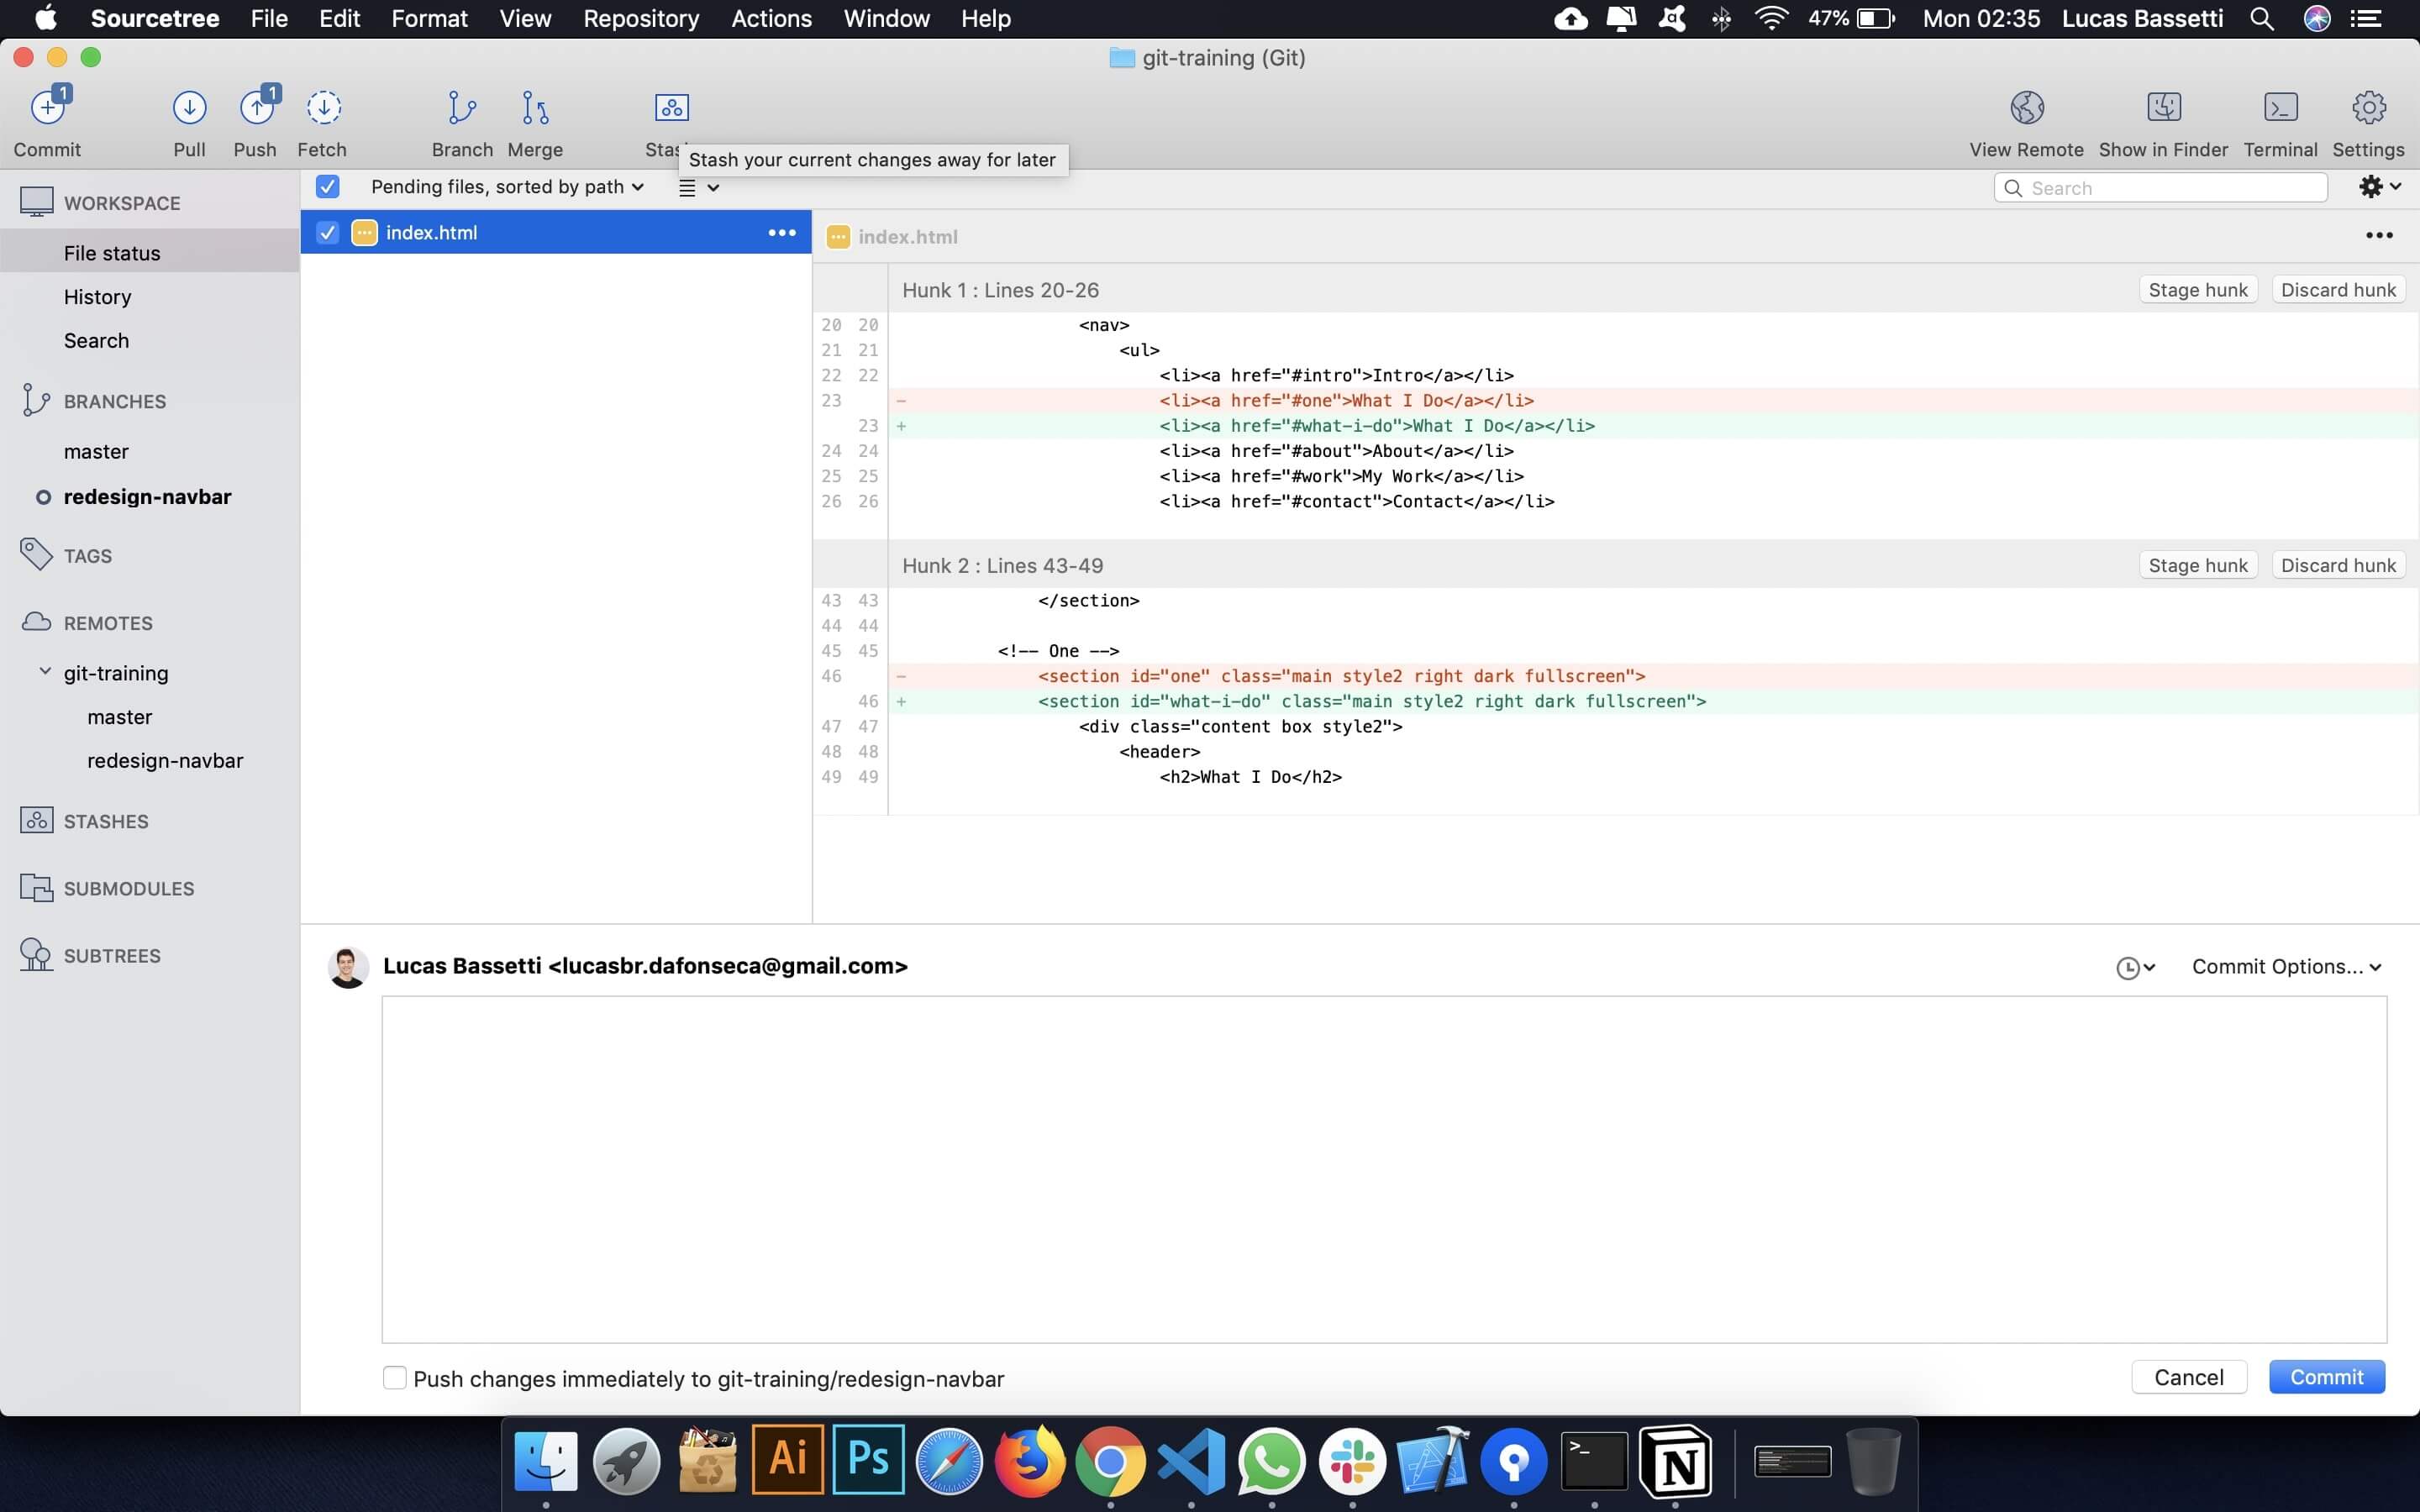 Sourcetree File Edit Format View Repository Actions Window Help 47% Mon 02:35 Lucas Bassetti
git-training (Git)
1 1
Commit Pull Push Fetch Branch Merge Stas View Remote Show in Finder Terminal Settings
Stash your current changes away for later
Pending files, sorted by path Search
WORKSPACE
File status
History
Search
BRANCHES
master
redesign-navbar
TAGS
REMOTES
git-training
master
redesign-navbar
STASHES
SUBMODULES
SUBTREES
index.html
index.html
Hunk 1 : Lines 20-26 Stage hunk Discard hunk
20 20 <nav>
21 21 <ul>
22 22 <li><a href="#intro">Intro</a></li>
23 - <li><a href="#one">What I Do</a></li>
23 + <li><a href="#what-i-do">What I Do</a></li>
24 24 <li><a href="#about">About</a></li>
25 25 <li><a href="#work">My Work</a></li>
26 26 <li><a href="#contact">Contact</a></li>
Hunk 2 : Lines 43-49 Stage hunk Discard hunk
43 43 </section>
44 44
45 45 <!-- One -->
46 - <section id="one" class="main style2 right dark fullscreen">
46 + <section id="what-i-do" class="main style2 right dark fullscreen">
47 47 <div class="content box style2">
48 48 <header>
49 49 <h2>What I Do</h2>
Lucas Bassetti <lucasbr.dafonseca@gmail.com> Commit Options...
Push changes immediately to git-training/redesign-navbar Cancel Commit
Ai Ps >_ N